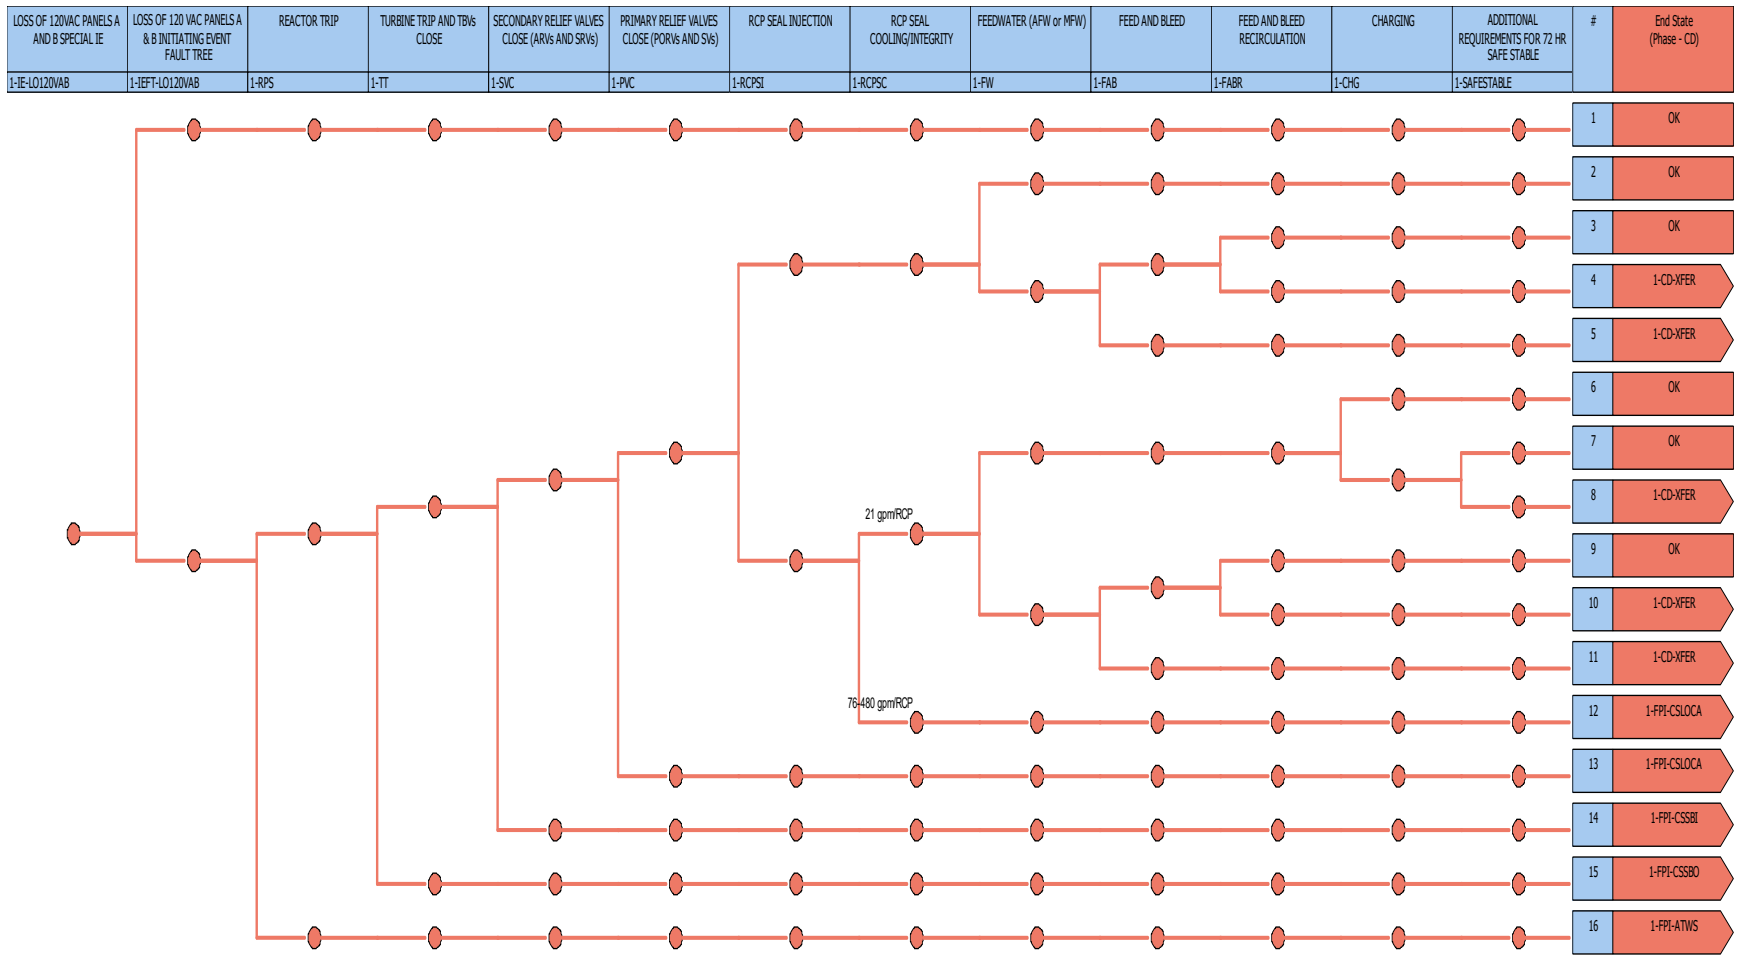 LOSS OF 120VAC PANELS A
AND B SPECIAL IE
LOSS OF 120 VAC PANELS A
& B INITIATING EVENT
FAULT TREE
REACTOR TRIP
TURBINE TRIP AND TBVs
CLOSE
SECONDARY RELIEF VALVES
CLOSE (ARVs AND SRVs)
PRIMARY RELIEF VALVES
CLOSE (PORVs AND SVs)
RCP SEAL INJECTION
RCP SEAL
COOLING/INTEGRITY
FEEDWATER (AFW or MFW)
FEED AND BLEED
FEED AND BLEED
RECIRCULATION
CHARGING
ADDITIONAL
REQUIREMENTS FOR 72 HR
SAFE STABLE
#
End State
(Phase - CD)
1-IE-LO120VAB
1-IEFT-LO120VAB
1-RPS
1-TT
1-SVC
1-PVC
1-RCPSI
1-RCPSC
1-FW
1-FAB
1-FABR
1-CHG
1-SAFESTABLE
1
OK
2
OK
3
OK
4
1-CD-XFER
5
1-CD-XFER
6
OK
7
OK
8
1-CD-XFER
21 gpm/RCP
9
OK
10
1-CD-XFER
11
1-CD-XFER
76-480 gpm/RCP
12
1-FPI-CSLOCA
13
1-FPI-CSLOCA
14
1-FPI-CSSBI
15
1-FPI-CSSBO
16
1-FPI-ATWS